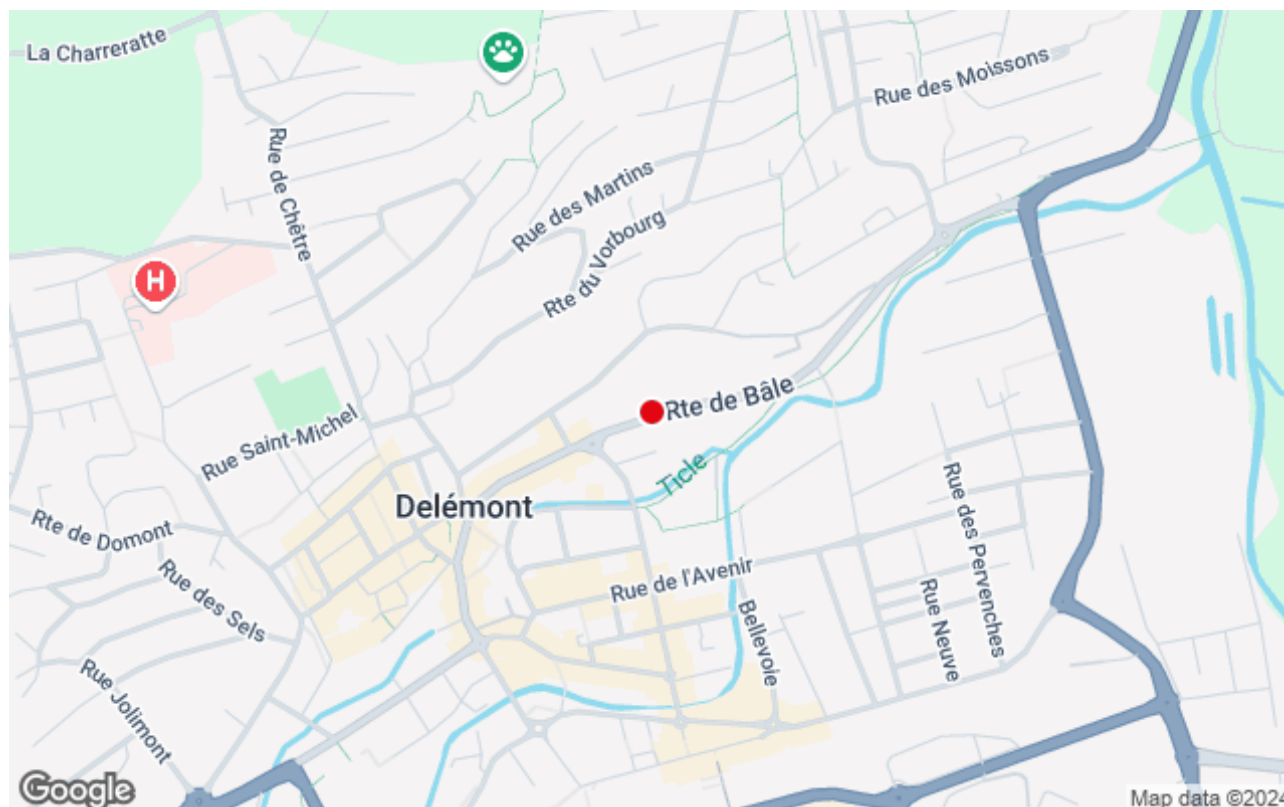 La Charreratte
Rue des Moissons
Rue de Chêtre
Rue des Martins
Rte du Vorbourg
H
Rte de Bâle
Rue Saint-Michel
Ticle
Delémont
Rte de Domont
Rue des Sels
Rue de l'Avenir
Rue des Pervenches
Rue Neuve
Bellevoie
Rue Jolimont
Google
Map data ©2024